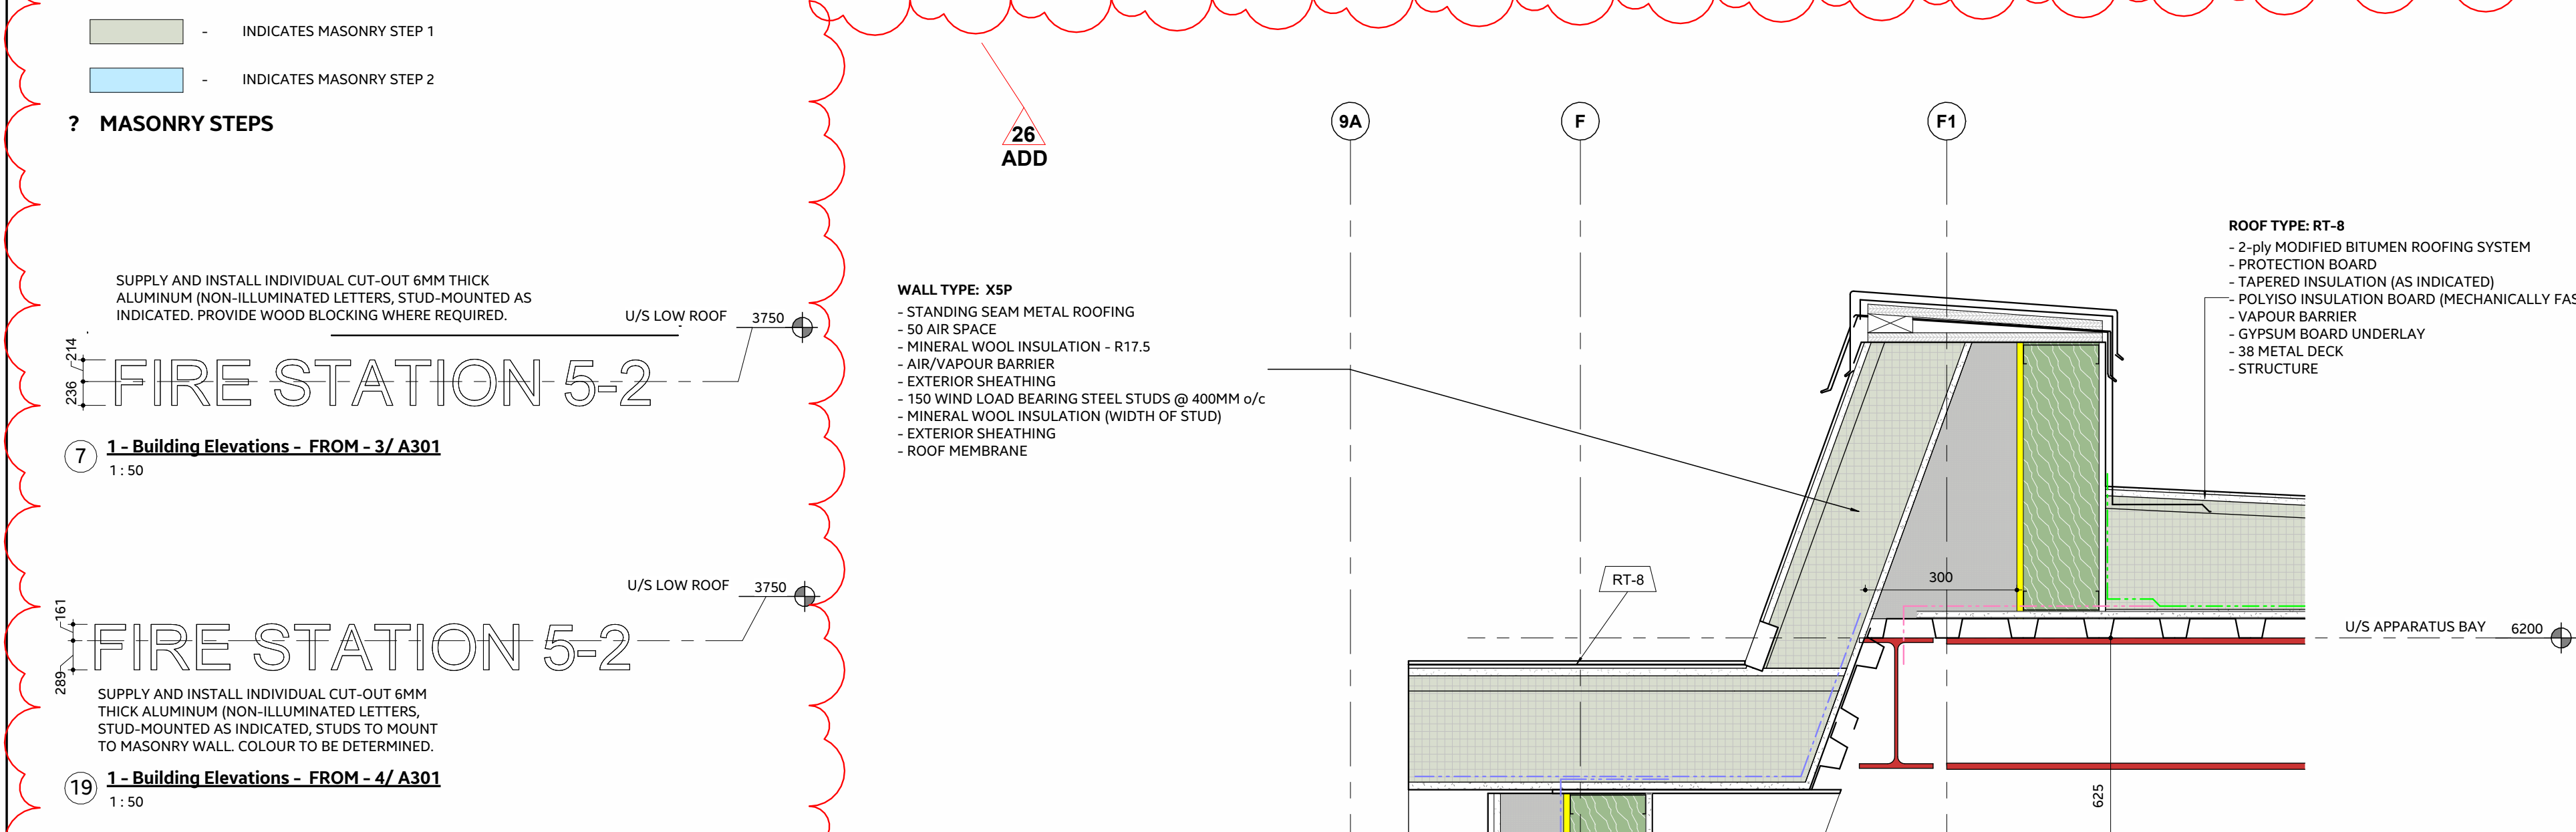 - INDICATES MASONRY STEP 1
- INDICATES MASONRY STEP 2
? MASONRY STEPS
SUPPLY AND INSTALL INDIVIDUAL CUT-OUT 6MM THICK
ALUMINUM (NON-ILLUMINATED LETTERS, STUD-MOUNTED AS
INDICATED. PROVIDE WOOD BLOCKING WHERE REQUIRED.
U/S LOW ROOF 3750
214
236
FIRE STATION 5-2
7 1 - Building Elevations - FROM - 3/ A301
1 : 50
U/S LOW ROOF 3750
161
289
FIRE STATION 5-2
SUPPLY AND INSTALL INDIVIDUAL CUT-OUT 6MM
THICK ALUMINUM (NON-ILLUMINATED LETTERS,
STUD-MOUNTED AS INDICATED, STUDS TO MOUNT
TO MASONRY WALL. COLOUR TO BE DETERMINED.
19 1 - Building Elevations - FROM - 4/ A301
1 : 50
26
ADD
9A
F
F1
WALL TYPE: X5P
- STANDING SEAM METAL ROOFING
- 50 AIR SPACE
- MINERAL WOOL INSULATION - R17.5
- AIR/VAPOUR BARRIER
- EXTERIOR SHEATHING
- 150 WIND LOAD BEARING STEEL STUDS @ 400MM o/c
- MINERAL WOOL INSULATION (WIDTH OF STUD)
- EXTERIOR SHEATHING
- ROOF MEMBRANE
ROOF TYPE: RT-8
- 2-ply MODIFIED BITUMEN ROOFING SYSTEM
- PROTECTION BOARD
- TAPERED INSULATION (AS INDICATED)
- POLYISO INSULATION BOARD (MECHANICALLY FAS
- VAPOUR BARRIER
- GYPSUM BOARD UNDERLAY
- 38 METAL DECK
- STRUCTURE
RT-8
300
U/S APPARATUS BAY 6200
625